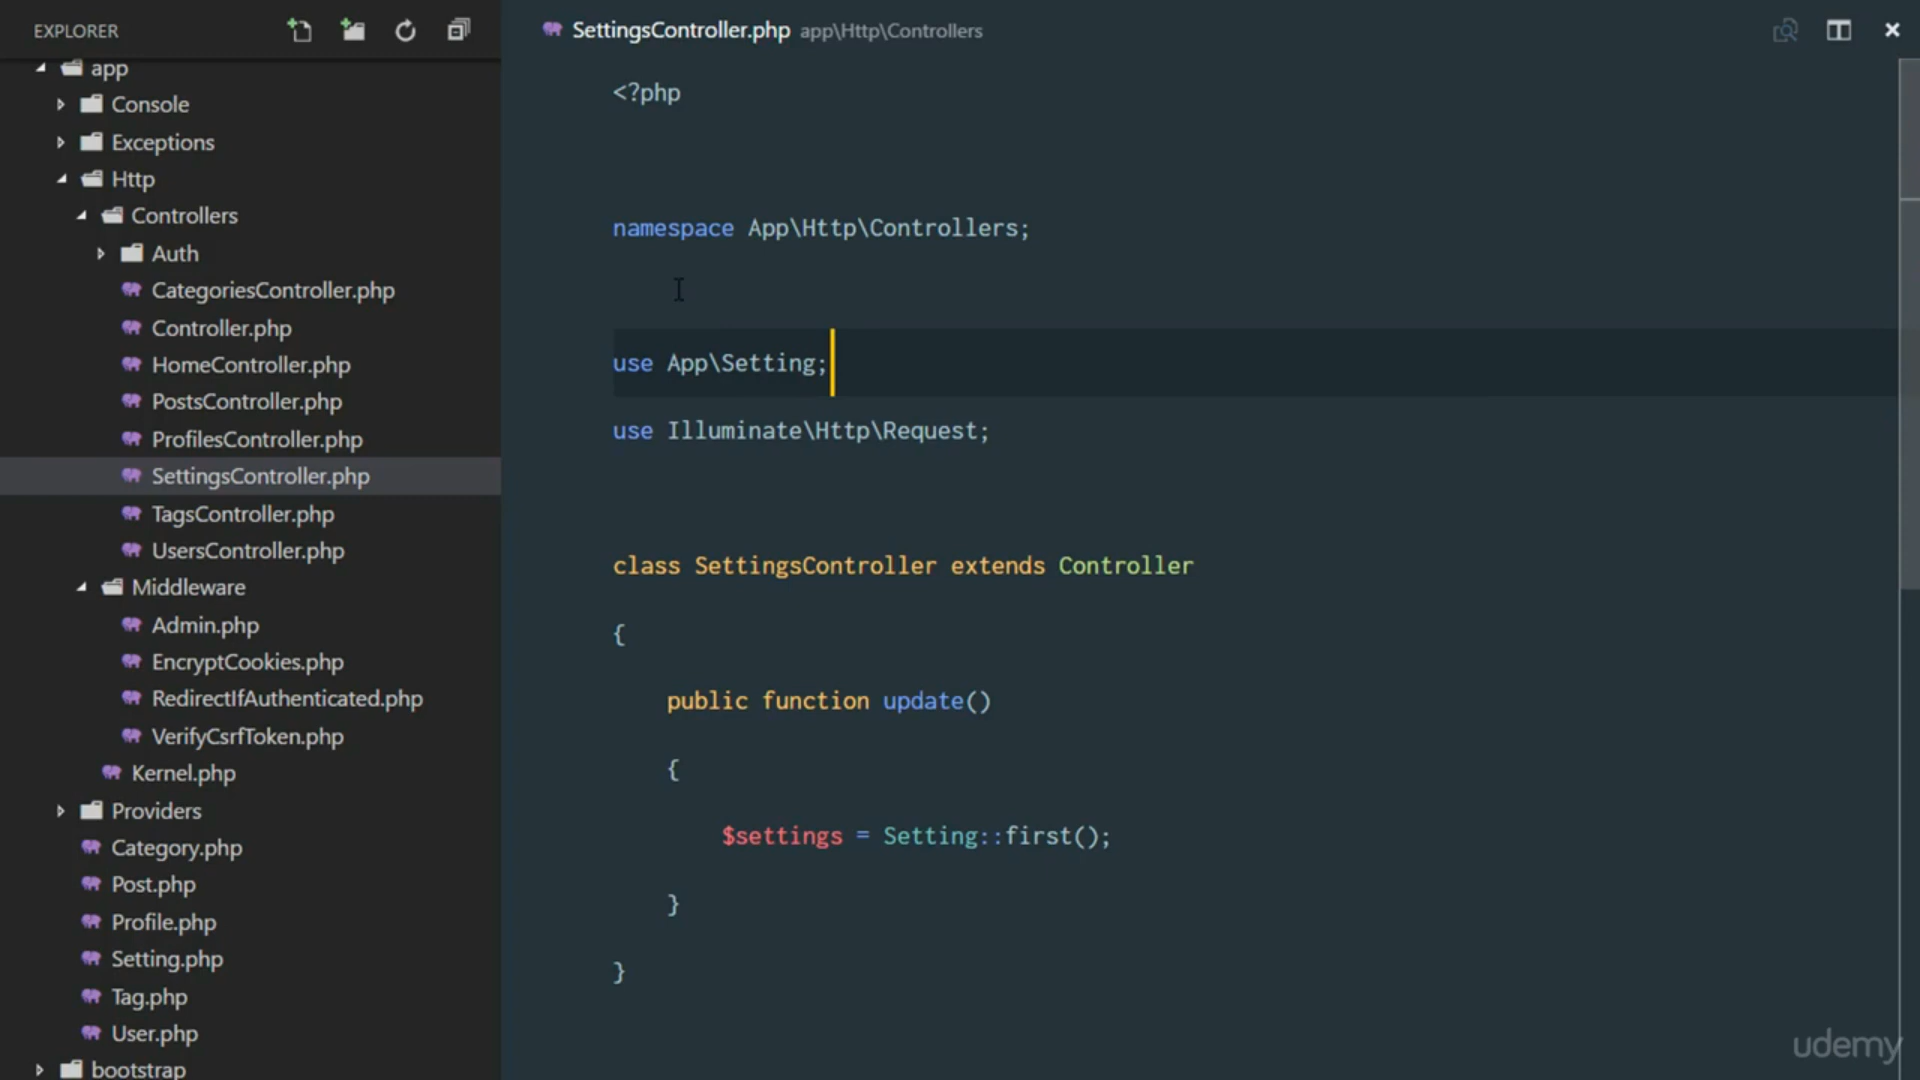 EXPLORER
app
Console
Exceptions
Http
Controllers
Auth
CategoriesController.php
Controller.php
HomeController.php
PostsController.php
ProfilesController.php
SettingsController.php
TagsController.php
UsersController.php
Middleware
Admin.php
EncryptCookies.php
RedirectIfAuthenticated.php
VerifyCsrfToken.php
Kernel.php
Providers
Category.php
Post.php
Profile.php
Setting.php
Tag.php
User.php
bootstrap
SettingsController.php app\Http\Controllers
<?php
namespace App\Http\Controllers;
use App\Setting;
use Illuminate\Http\Request;
class SettingsController extends Controller
{
public function update()
{
$settings = Setting::first();
}
}
udemy